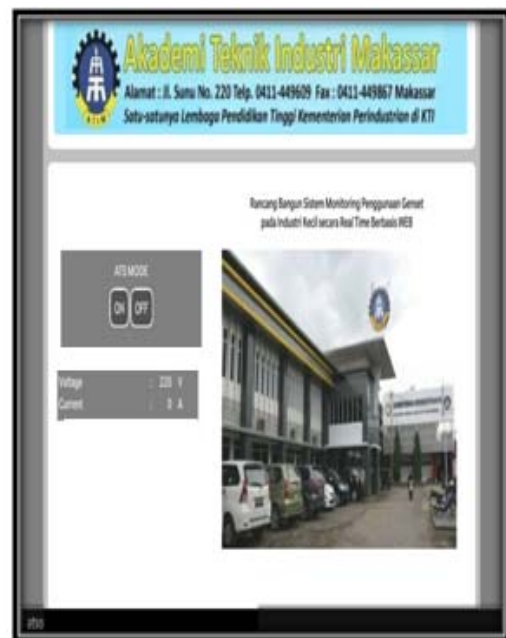 Akademi Teknik Industri Makassar
Alamat : Jl. Sunu No. 220 Telp. 0411-449609 Fax : 0411-449867 Makassar
Satu-satunya Lembaga Pendidikan Tinggi Kementerian Perindustrian di KTI
Rancang Bangun Sistem Monitoring Penggunaan Genset
pada Industri Kecil secara Real Time Berbasis WEB
ATS MODE
ON OFF
Voltage : 220 V
Current : 0 A